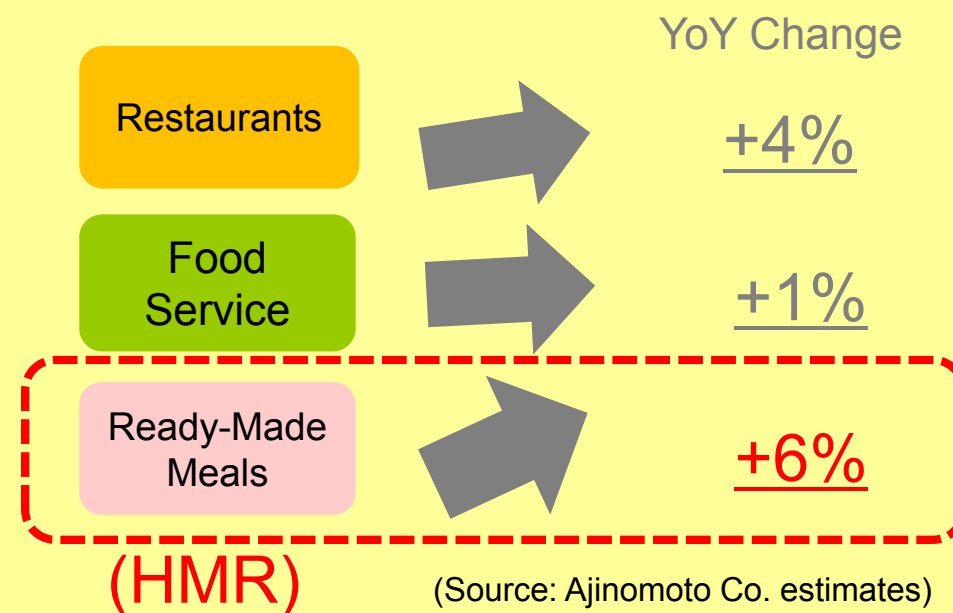 YoY Change
Restaurants
+4%
Food
Service
+1%
Ready-Made
Meals
+6%
(HMR)
(Source: Ajinomoto Co. estimates)